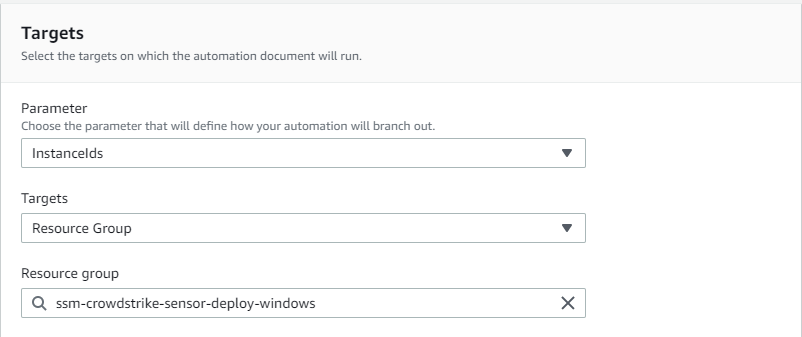 Targets
Select the targets on which the automation document will run.
Parameter
Choose the parameter that will define how your automation will branch out.
InstanceIds
Targets
Resource Group
Resource group
ssm-crowdstrike-sensor-deploy-windows